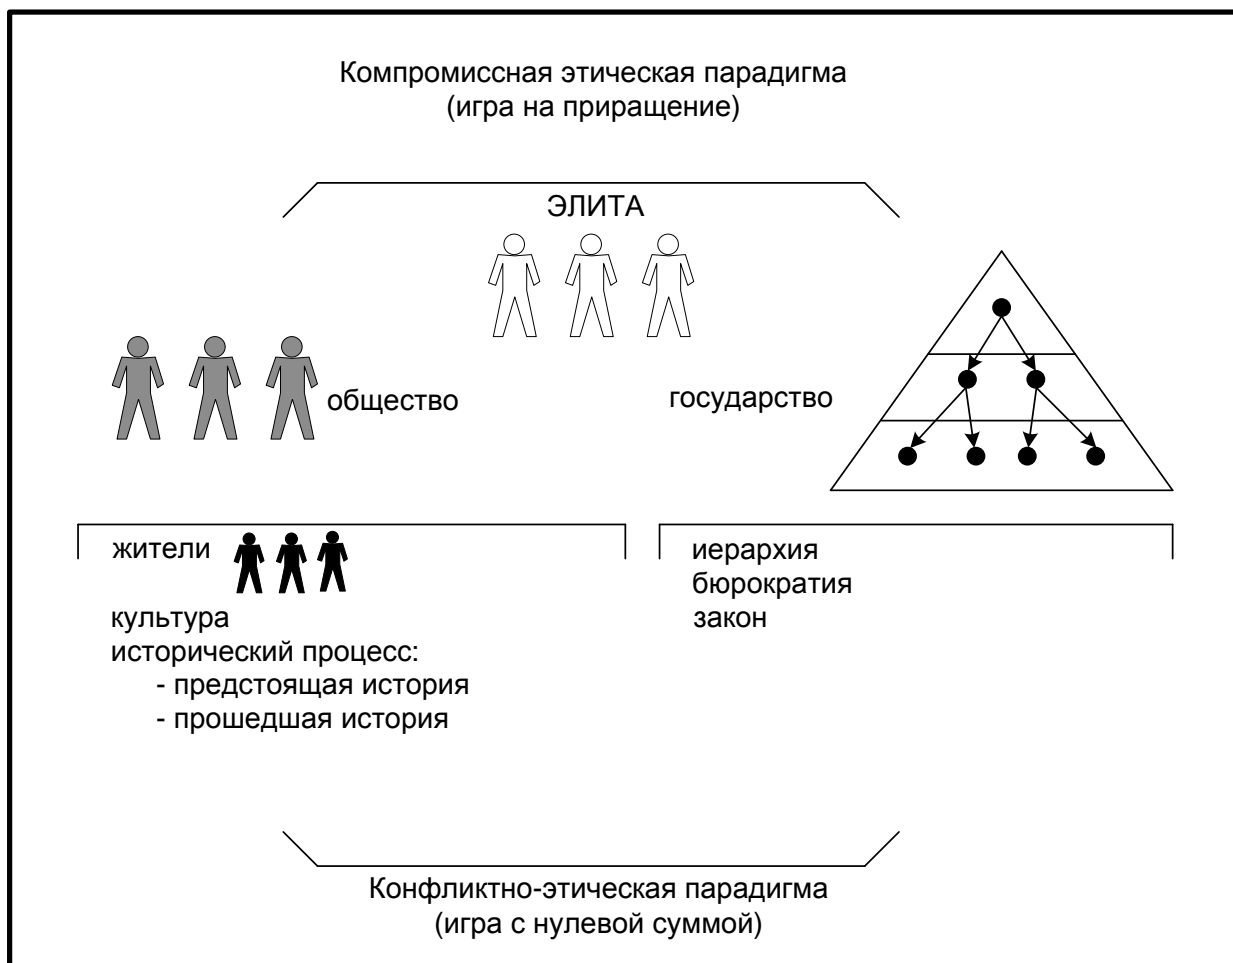 Компромиссная этическая парадигма
(игра на приращение)
ЭЛИТА
общество
государство
жители
культура
исторический процесс:
- предстоящая история
- прошедшая история
иерархия
бюрократия
закон
Конфликтно-этическая парадигма
(игра с нулевой суммой)